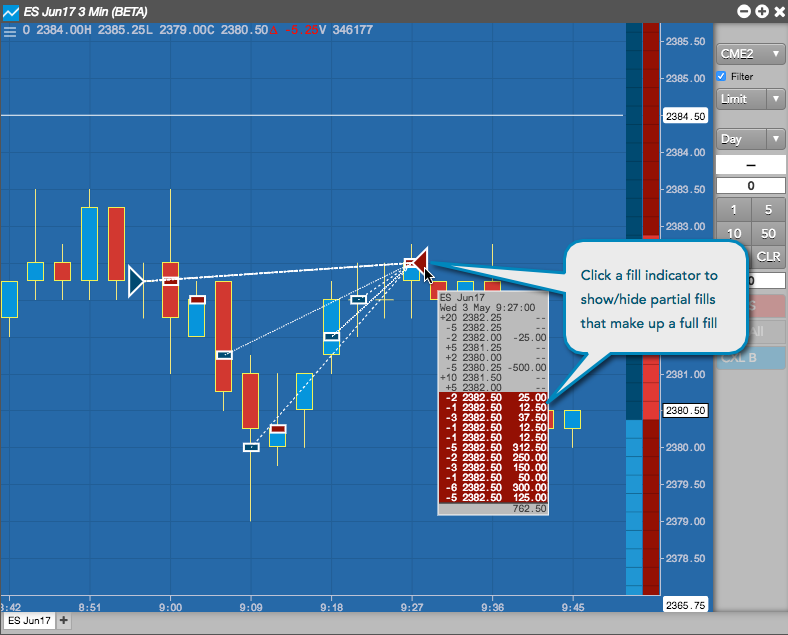 ES Jun17 3 Min (BETA)
O 2384.00H 2385.25L 2379.00C 2380.50 -5.25V 346177
2385.50
2385.00
2384.50
2384.00
2383.50
2383.00
2381.00
2380.50
2380.00
2379.50
2379.00
2378.50
2365.75
CME2
Filter
Limit
Day
—
0
1 5
10 50
CLR
CXL B
Click a fill indicator to
show/hide partial fills
that make up a full fill
ES Jun17
Wed 3 May 9:27:00
+20 2382.25 --
-5 2382.25 --
-2 2382.00 -25.00
+5 2381.25 --
+2 2380.00 --
-5 2380.25 -500.00
+10 2381.50 --
+5 2382.00 --
-2 2382.50 25.00
-1 2382.50 12.50
-3 2382.50 37.50
-1 2382.50 12.50
-1 2382.50 12.50
-5 2382.50 312.50
-2 2382.50 250.00
-3 2382.50 150.00
-1 2382.50 50.00
-6 2382.50 300.00
-5 2382.50 125.00
762.50
8:42 8:51 9:00 9:09 9:18 9:27 9:36 9:45
ES Jun17 +